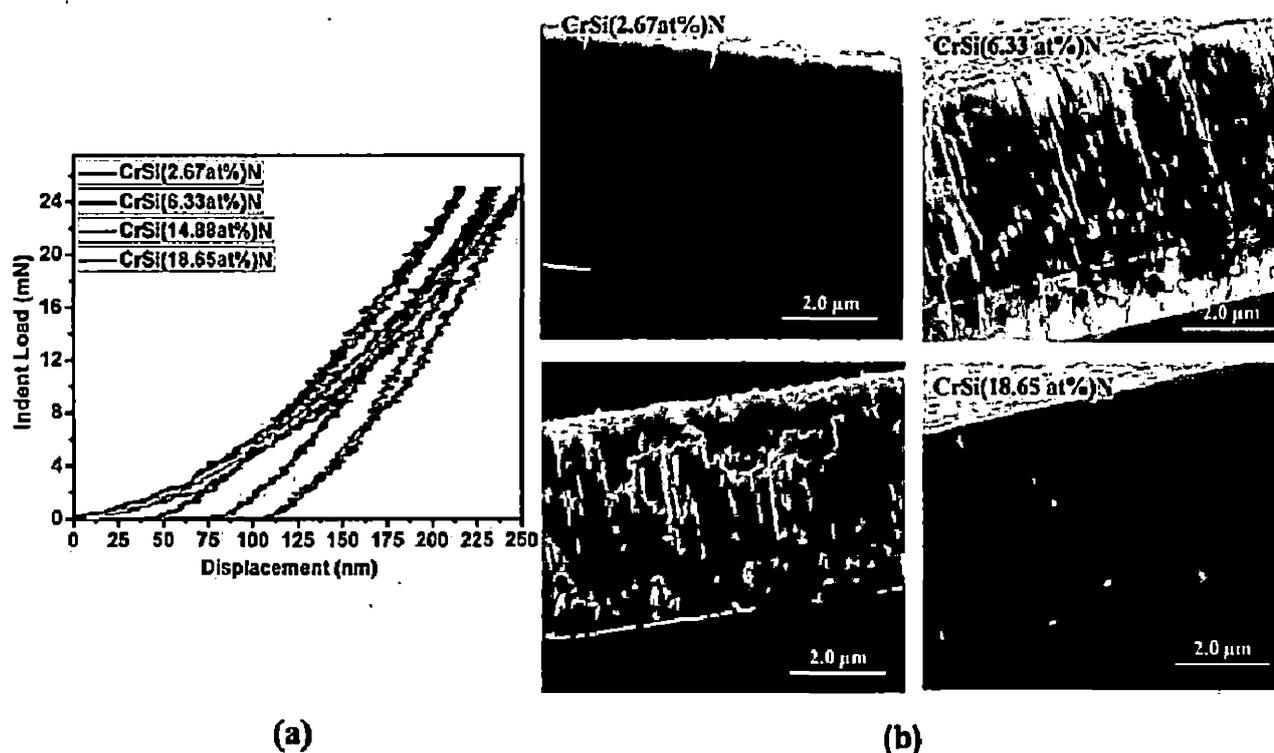 CrSi(2.67at%)N
CrSi(6.33at%)N
CrSi(14.88at%)N
CrSi(18.65at%)N
24
20
16
12
8
4
0
0 25 50 75 100 125 150 175 200 225 250
Indent Load (mN)
Displacement (nm)
(a)
CrSi(2.67at%)N
2.0 µm
CrSi(6.33 at%)N
2.0 µm
2.0 µm
CrSi(18.65 at%)N
2.0 µm
(b)